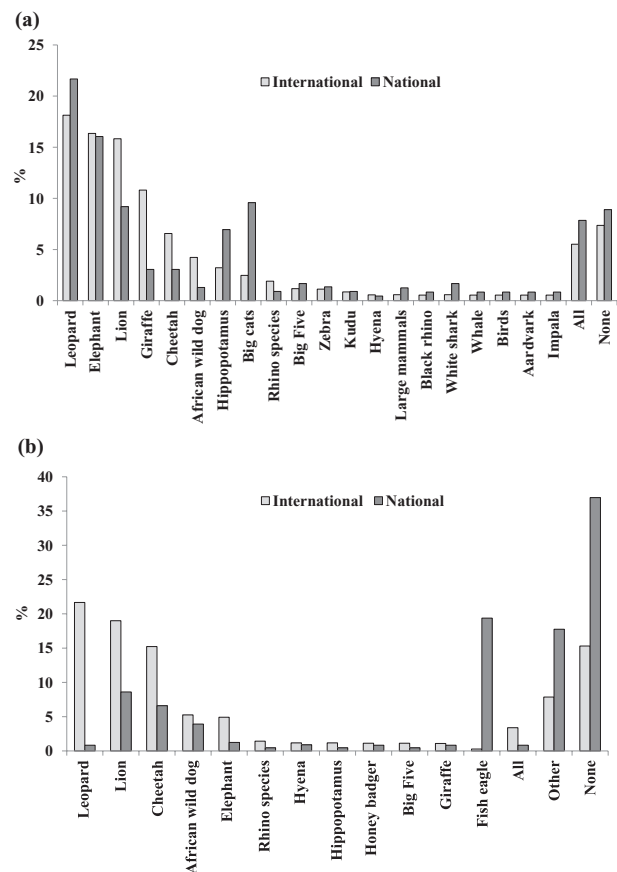 (a)
25
20
15
10
5
0
%
International National
Leopard
Elephant
Lion
Giraffe
Cheetah
African wild dog
Hippopotamus
Big cats
Rhino species
Big Five
Zebra
Kudu
Hyena
Large mammals
Black rhino
White shark
Whale
Birds
Aardvark
Impala
All
None
(b)
40
35
30
25
20
15
10
5
0
%
International National
Leopard
Lion
Cheetah
African wild dog
Elephant
Rhino species
Hyena
Hippopotamus
Honey badger
Big Five
Giraffe
Fish eagle
All
Other
None